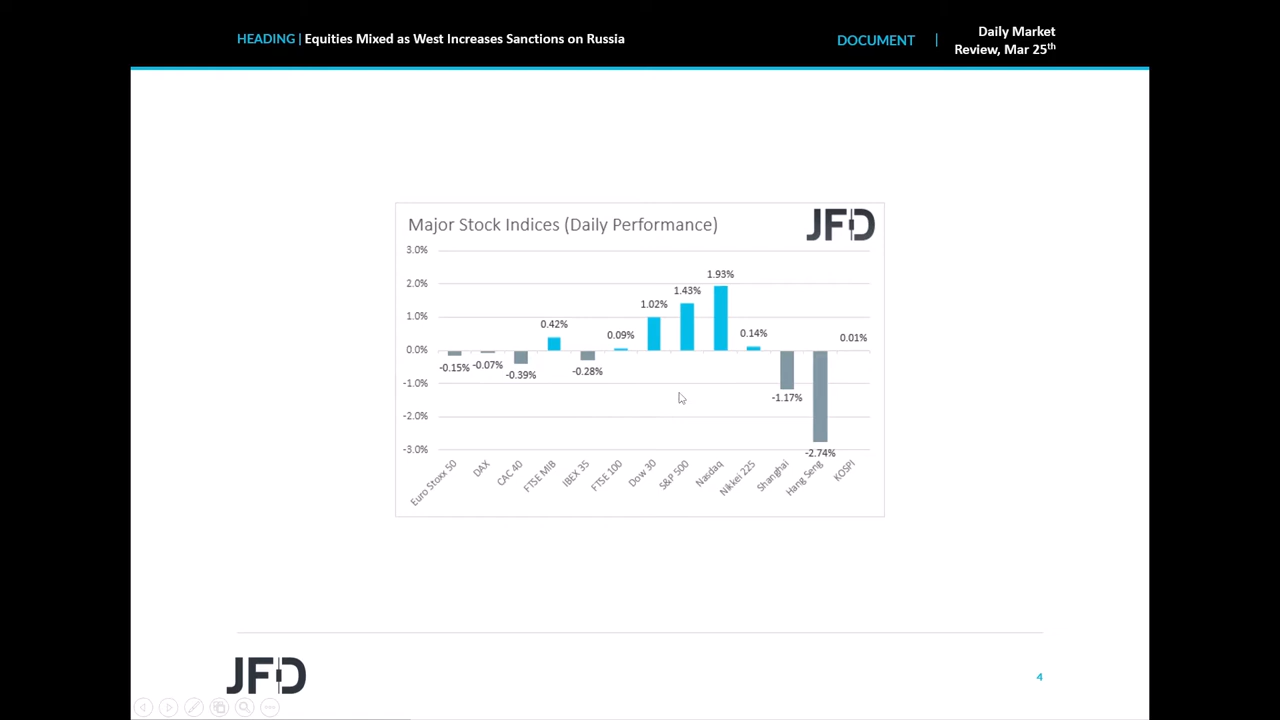 HEADING | Equities Mixed as West Increases Sanctions on Russia
DOCUMENT |
Daily Market
Review, Mar 25th
Major Stock Indices (Daily Performance)
JFD
3.0%
2.0%
1.0%
0.0%
-1.0%
-2.0%
-3.0%
-0.15%
-0.07%
-0.39%
0.42%
-0.28%
0.09%
1.02%
1.43%
1.93%
0.14%
-1.17%
-2.74%
0.01%
Euro Stoxx 50
DAX
CAC 40
FTSE MIB
IBEX 35
FTSE 100
Dow 30
S&P 500
Nasdaq
Nikkei 225
Shanghai
Hang Seng
KOSPI
JFD
4